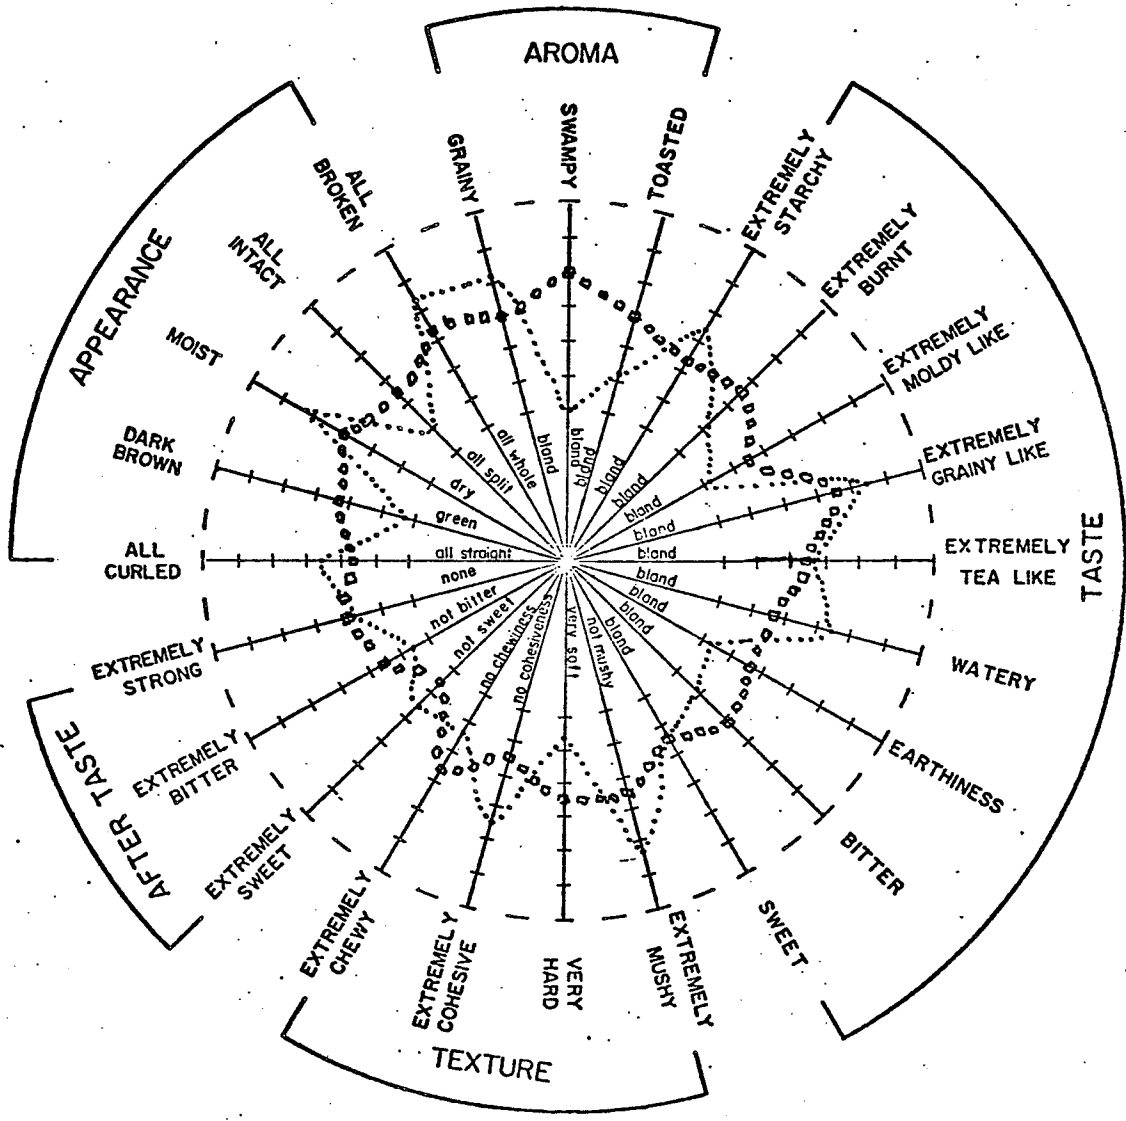 AROMA
GRAINY
SWAMPY
TOASTED
TASTE
EXTREMELY
STARCHY
EXTREMELY
BURNT
EXTREMELY
MOLDY LIKE
EXTREMELY
GRAINY LIKE
EXTREMELY
TEA LIKE
WATERY
EARTHINESS
BITTER
SWEET
TEXTURE
EXTREMELY
MUSHY
VERY
HARD
EXTREMELY
COHESIVE
EXTREMELY
CHEWY
AFTER TASTE
EXTREMELY
SWEET
EXTREMELY
BITTER
EXTREMELY
STRONG
APPEARANCE
ALL
CURLED
DARK
BROWN
MOIST
ALL
INTACT
ALL
BROKEN
bland
bland
bland
bland
bland
bland
bland
bland
bland
bland
bland
bland
not mushy
very soft
no cohesiveness
no chewiness
not sweet
not bitter
none
all straight
green
dry
all split
all whole